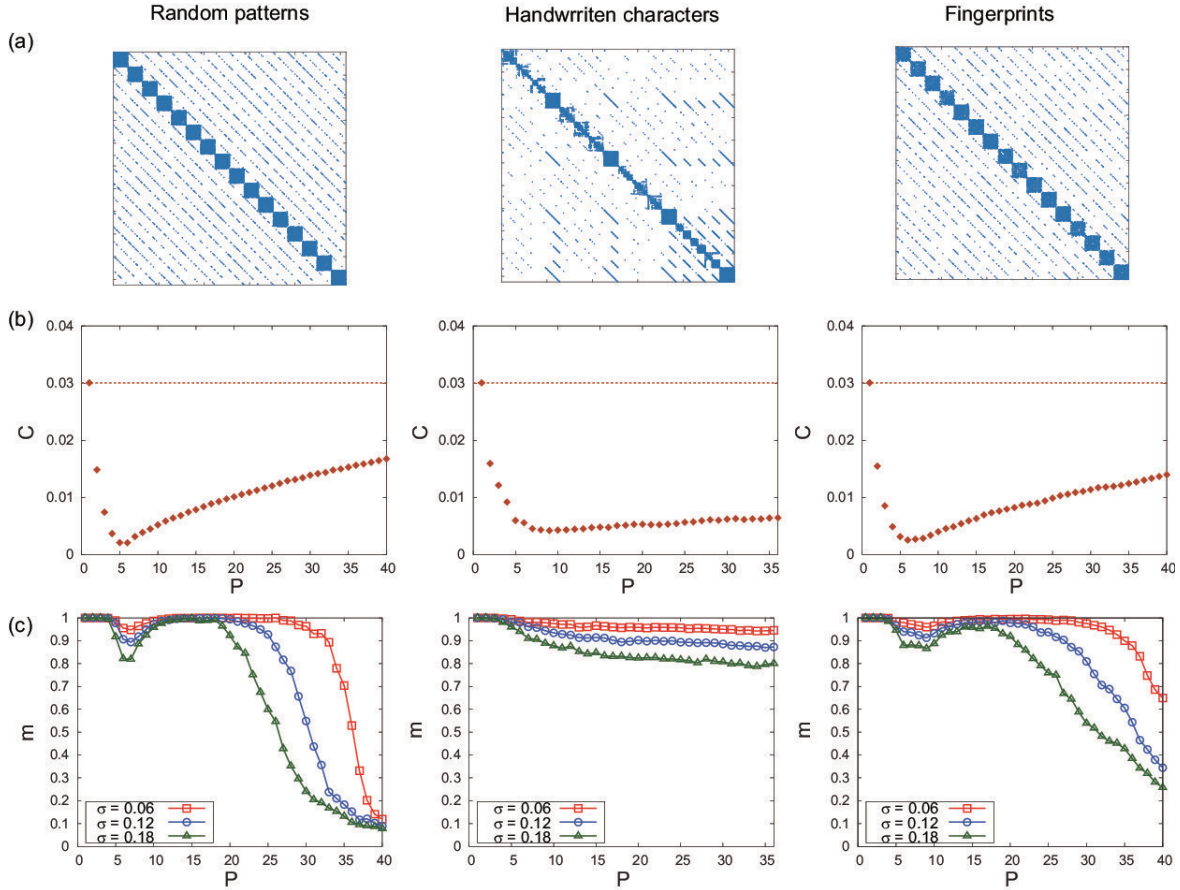 Random patterns Handwrriten characters Fingerprints
(a)
(b)
0.04 0.04 0.04
0.03 0.03 0.03
0.02 0.02 0.02
C C C
0.01 0.01 0.01
0 0 0
0 5 10 15 20 25 30 35 40 0 5 10 15 20 25 30 35 0 5 10 15 20 25 30 35 40
P P P
(c)
1 1 1
0.9 0.9 0.9
0.8 0.8 0.8
0.7 0.7 0.7
0.6 0.6 0.6
m m m
0.5 0.5 0.5
0.4 0.4 0.4
0.3 0.3 0.3
0.2 0.2 0.2
σ = 0.06 σ = 0.06 σ = 0.06
0.1 σ = 0.12 0.1 σ = 0.12 0.1 σ = 0.12
σ = 0.18 σ = 0.18 σ = 0.18
0 5 10 15 20 25 30 35 40 0 5 10 15 20 25 30 35 0 5 10 15 20 25 30 35 40
P P P